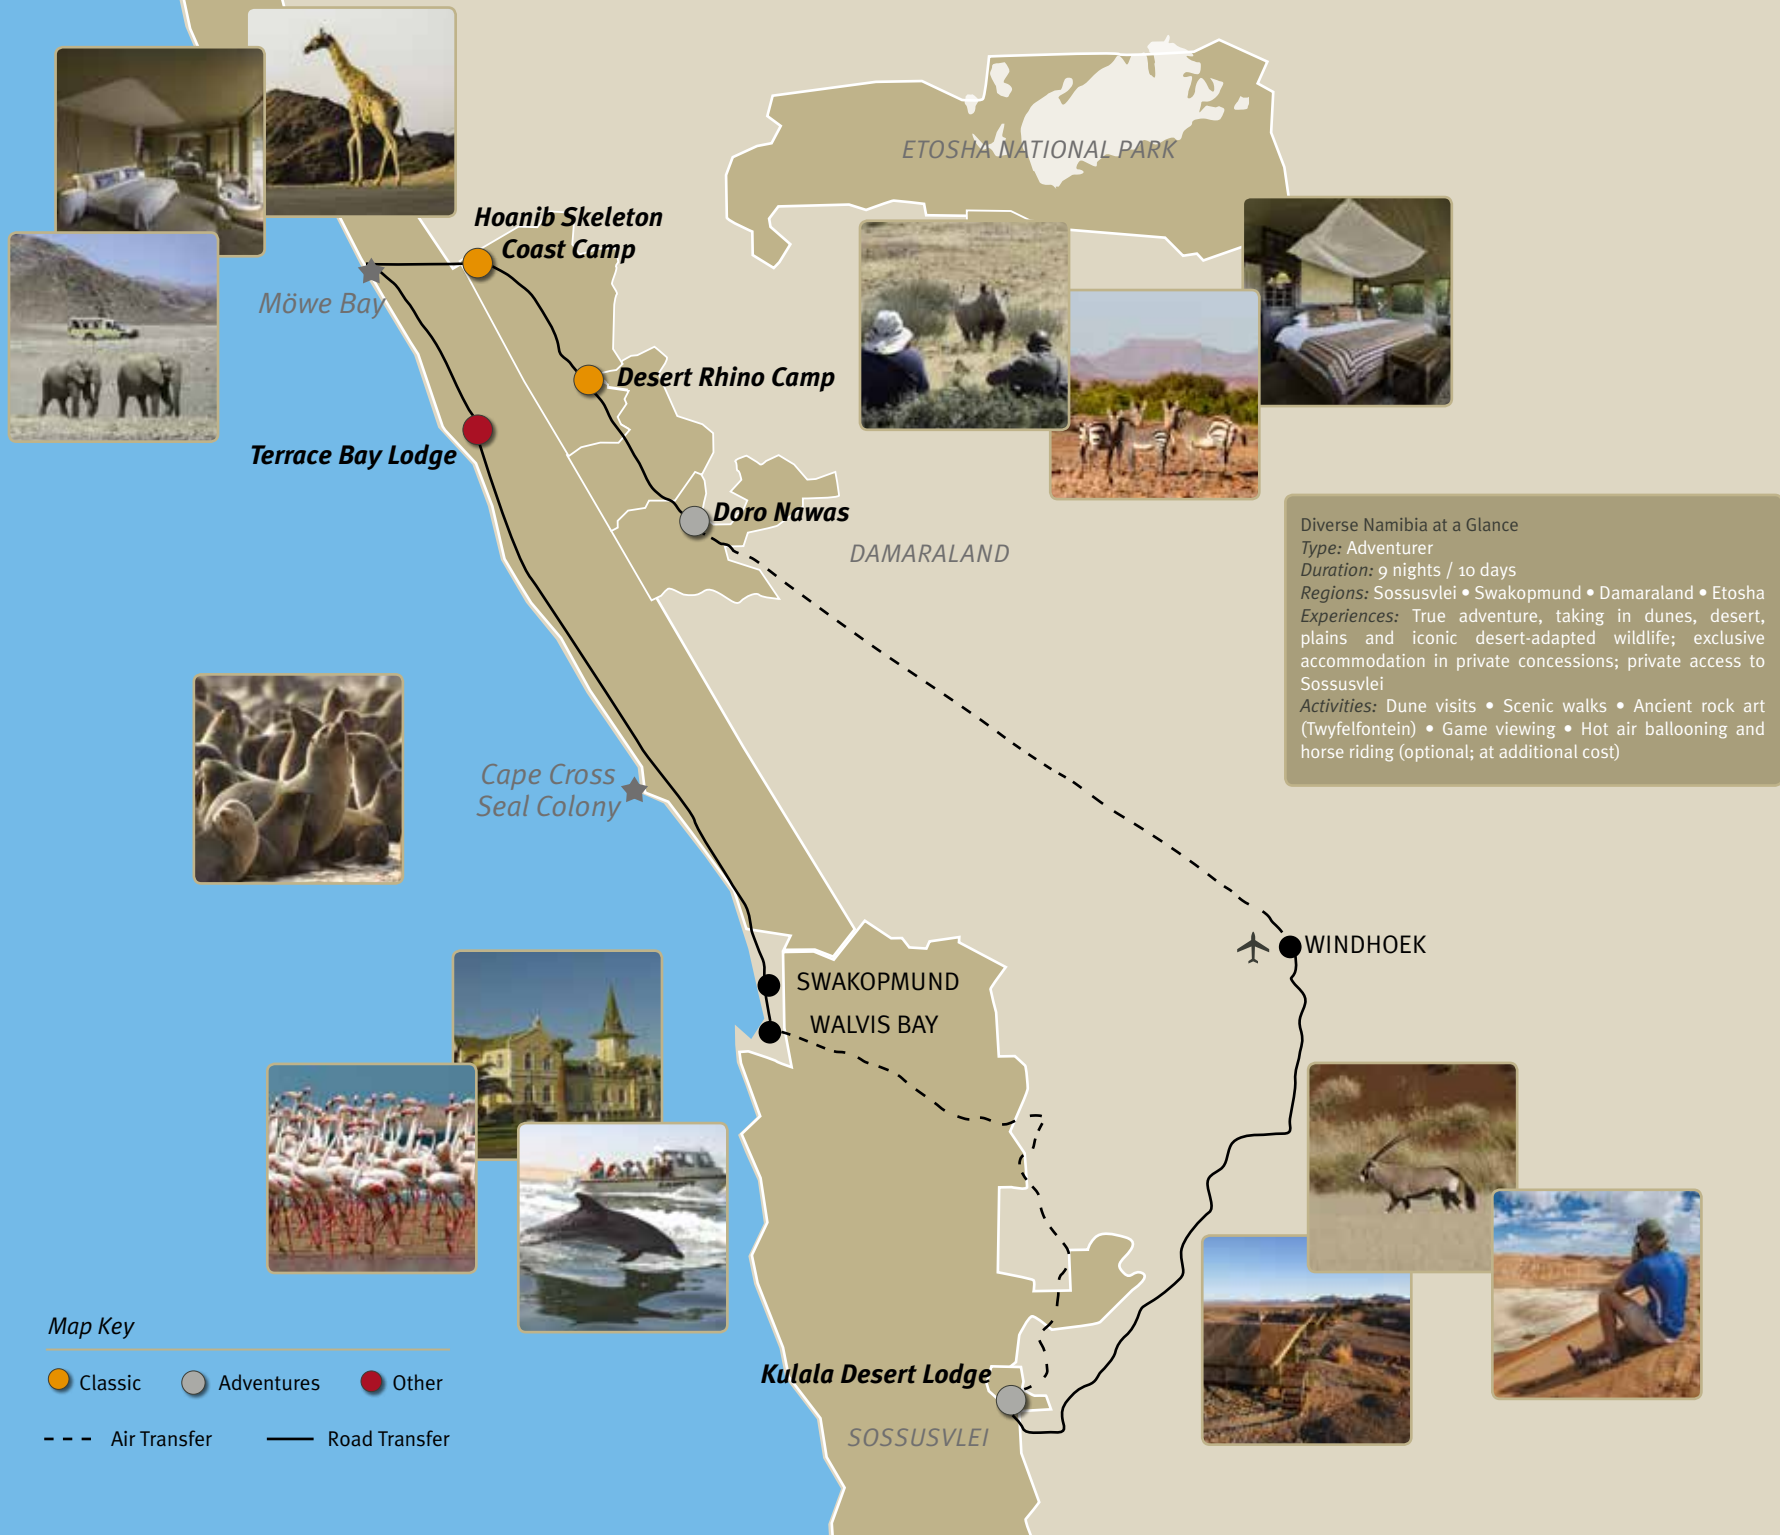 ETOSHA NATIONAL PARK
Hoanib Skeleton
Coast Camp
Möwe Bay
Desert Rhino Camp
Terrace Bay Lodge
Doro Nawas
DAMARALAND
Diverse Namibia at a Glance
Type: Adventurer
Duration: 9 nights / 10 days
Regions: Sossusvlei • Swakopmund • Damaraland • Etosha
Experiences: True adventure, taking in dunes, desert,
plains and iconic desert-adapted wildlife; exclusive
accommodation in private concessions; private access to
Sossusvlei
Activities: Dune visits • Scenic walks • Ancient rock art
(Twyfelfontein) • Game viewing • Hot air ballooning and
horse riding (optional; at additional cost)
Cape Cross
Seal Colony
WINDHOEK
SWAKOPMUND
WALVIS BAY
Kulala Desert Lodge
SOSSUSVLEI
Map Key
Classic
Adventures
Other
Air Transfer
Road Transfer